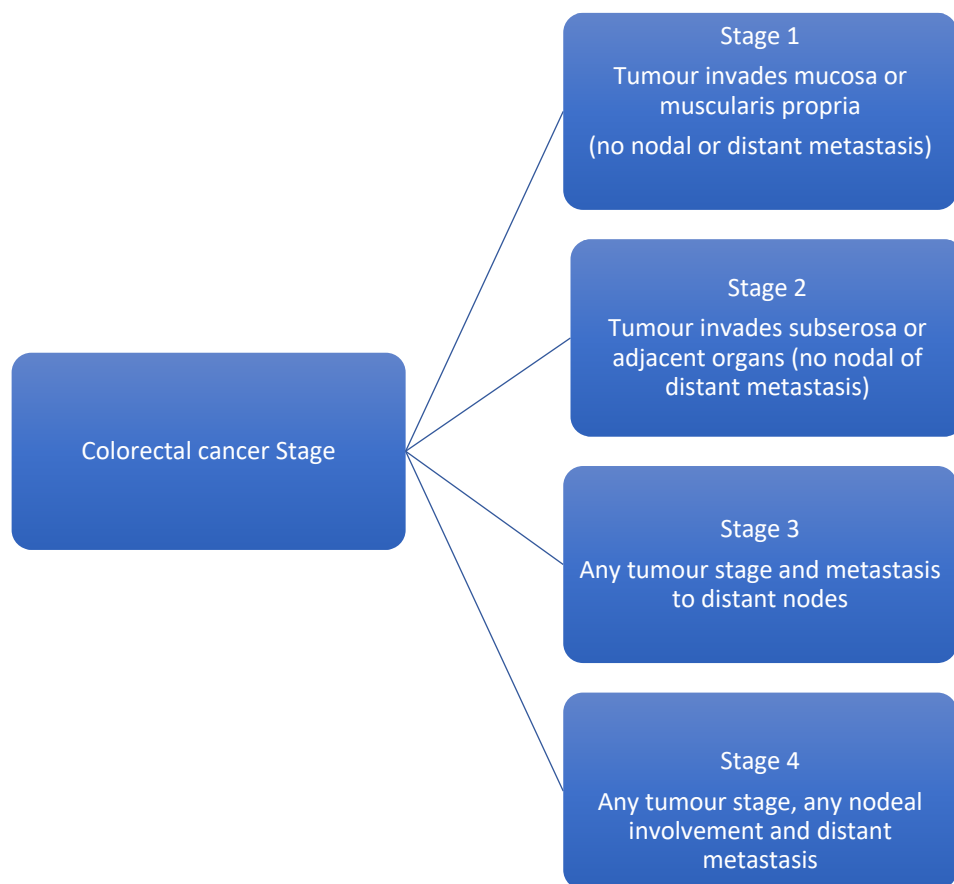 Stage 1
Tumour invades mucosa or
muscularis propria
(no nodal or distant metastasis)
Stage 2
Tumour invades subserosa or
adjacent organs (no nodal of
distant metastasis)
Colorectal cancer Stage
Stage 3
Any tumour stage and metastasis
to distant nodes
Stage 4
Any tumour stage, any nodeal
involvement and distant
metastasis